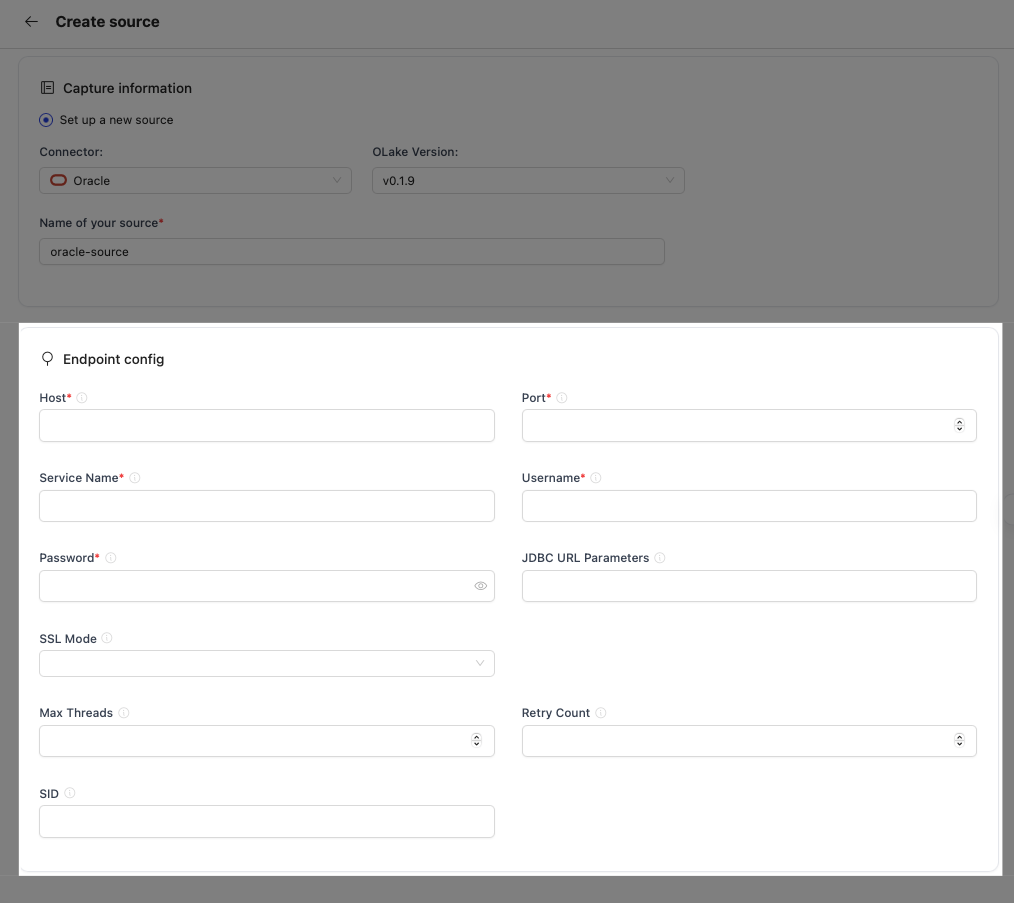 Create source
Capture information
Set up a new source
Connector: OLake Version:
Oracle v0.1.9
Name of your source*
oracle-source
Endpoint config
Host* Port*
Service Name* Username*
Password* JDBC URL Parameters
SSL Mode
Max Threads Retry Count
SID